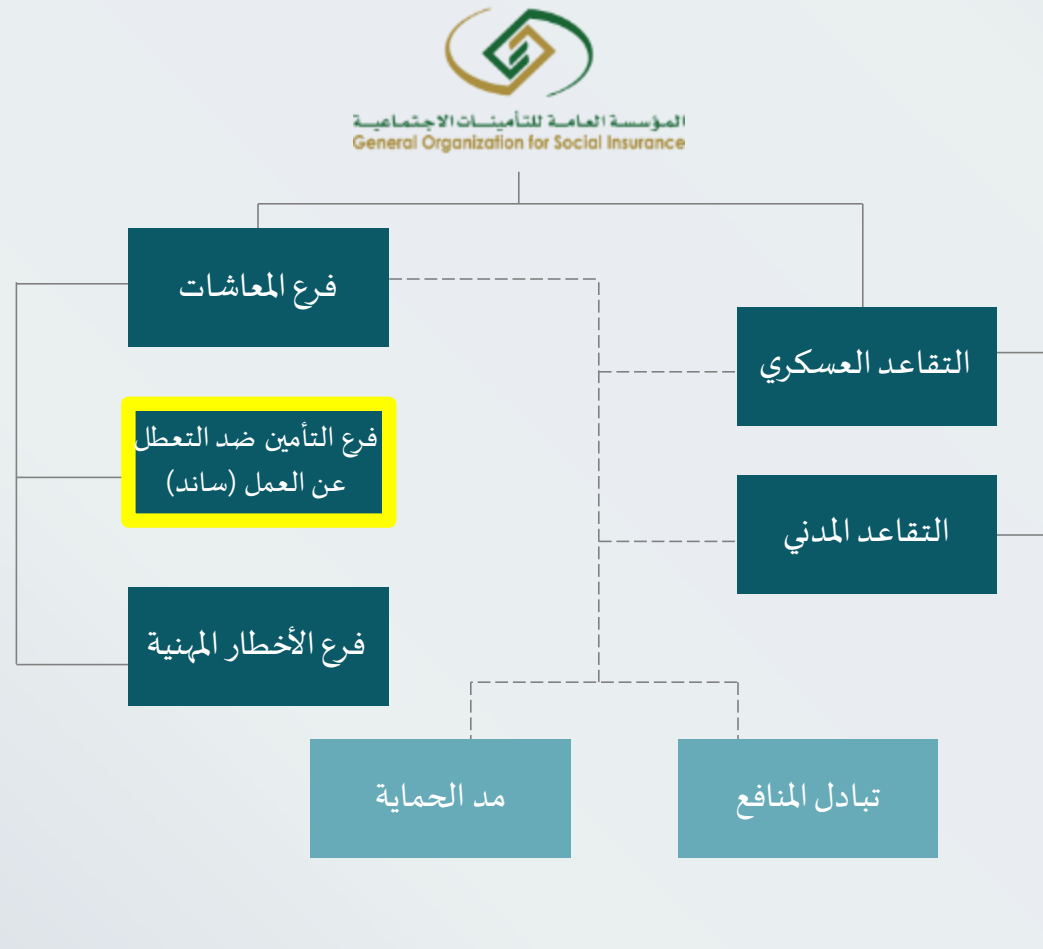 المؤسسة العامة للتأمينات الاجتماعية
General Organization for Social Insurance
فرع المعاشات
التقاعد العسكري
فرع التأمين ضد التعطل
عن العمل (ساند)
التقاعد المدني
فرع الأخطار المهنية
تبادل المنافع
مد الحماية